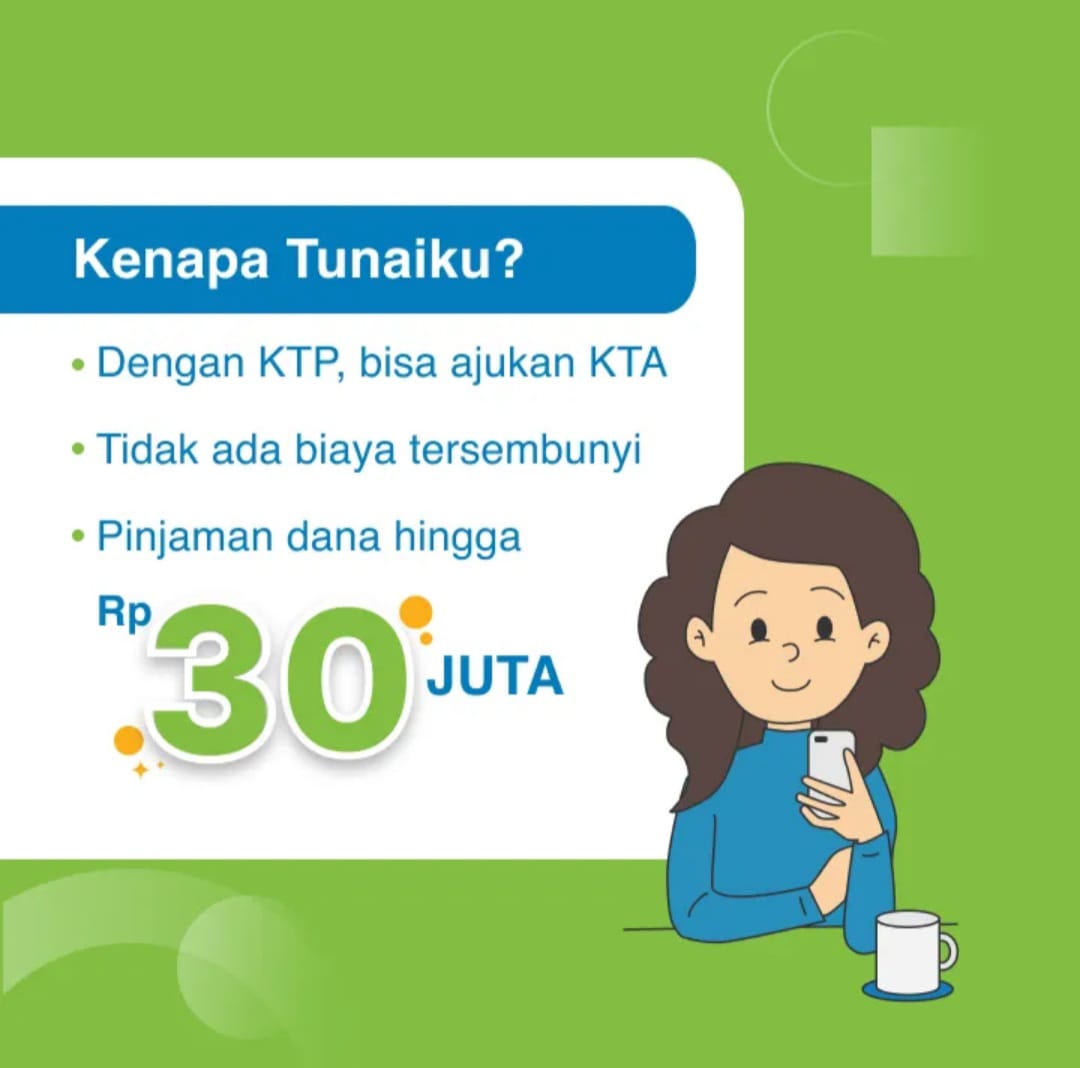 Kenapa Tunaiku?
• Dengan KTP, bisa ajukan KTA
• Tidak ada biaya tersembunyi
• Pinjaman dana hingga
Rp 30 JUTA